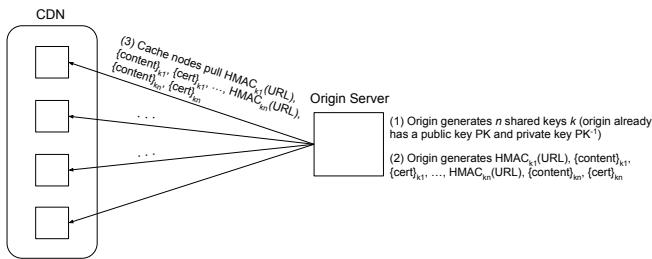 CDN
(3) Cache nodes pull HMAC_k1(URL),
{content}_k1, {cert}_k1, …, HMAC_kn(URL),
{content}_kn, {cert}_kn
. . .
. . .
Origin Server
(1) Origin generates n shared keys k (origin already
has a public key PK and private key PK⁻¹)
(2) Origin generates HMAC_k1(URL), {content}_k1,
{cert}_k1, …, HMAC_kn(URL), {content}_kn, {cert}_kn